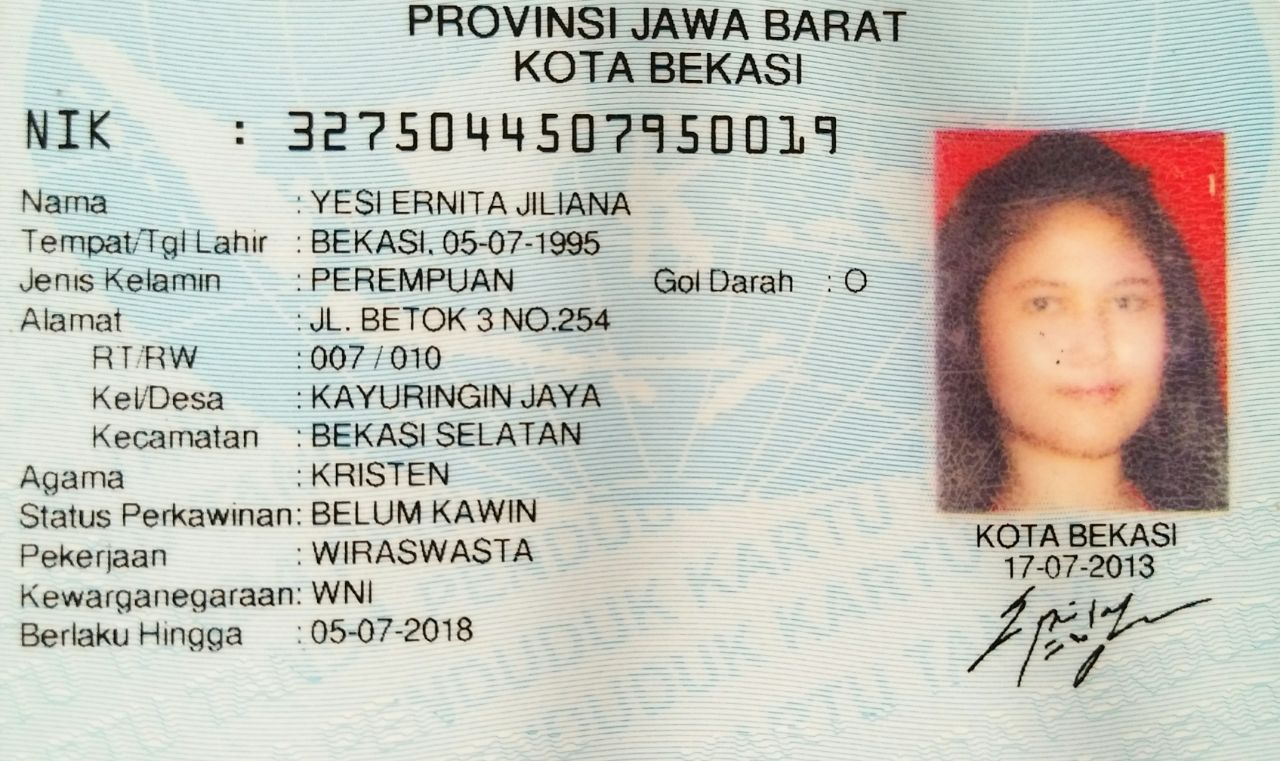 PROVINSI JAWA BARAT
KOTA BEKASI
NIK : 3275044507950019
Nama : YESI ERNITA JILIANA
Tempat/Tgl Lahir : BEKASI, 05-07-1995
Jenis Kelamin : PEREMPUAN Gol Darah : O
Alamat : JL. BETOK 3 NO.254
RT/RW : 007 / 010
Kel/Desa : KAYURINGIN JAYA
Kecamatan : BEKASI SELATAN
Agama : KRISTEN
Status Perkawinan: BELUM KAWIN
Pekerjaan : WIRASWASTA
Kewarganegaraan: WNI
Berlaku Hingga : 05-07-2018
KOTA BEKASI
17-07-2013